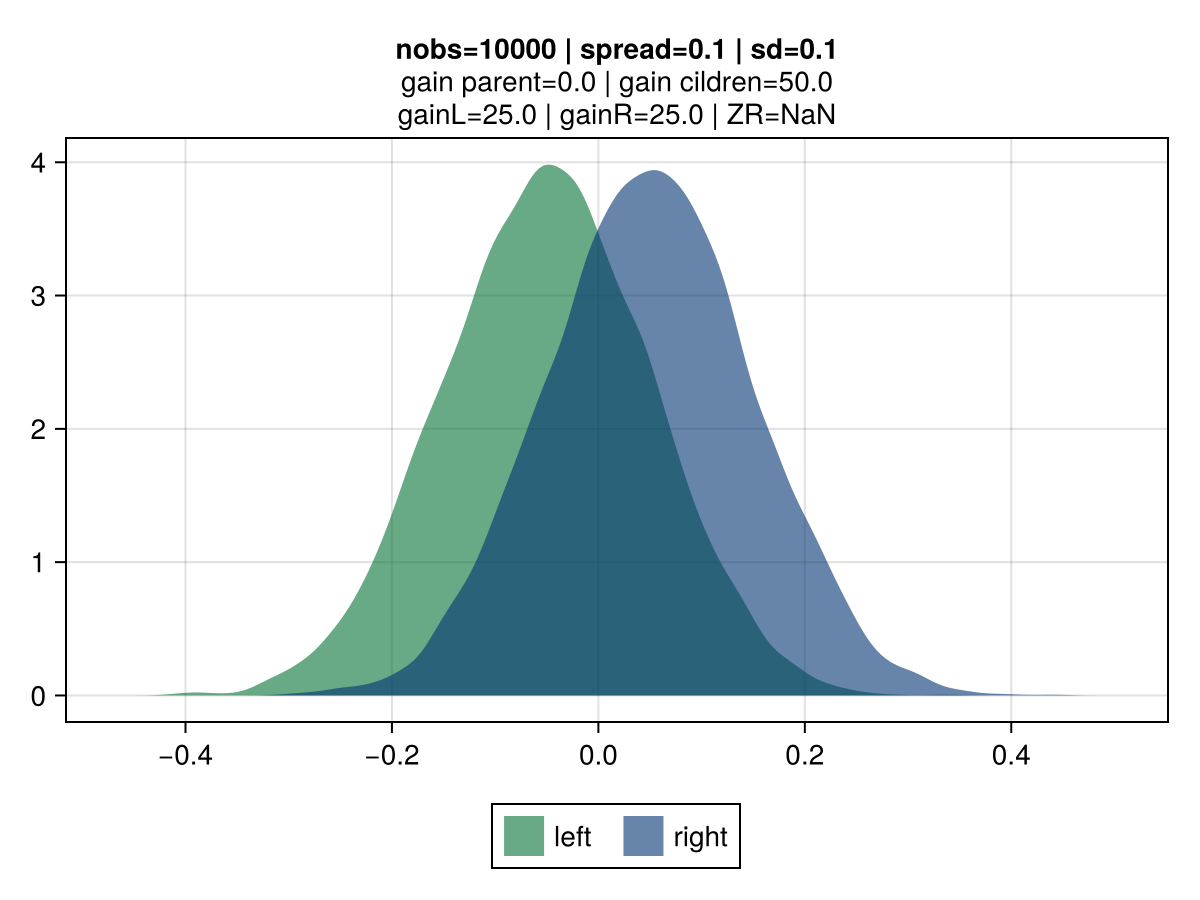 nobs=10000 | spread=0.1 | sd=0.1
gain parent=0.0 | gain cildren=50.0
gainL=25.0 | gainR=25.0 | ZR=NaN
4
3
2
1
0
−0.4 −0.2 0.0 0.2 0.4
left right